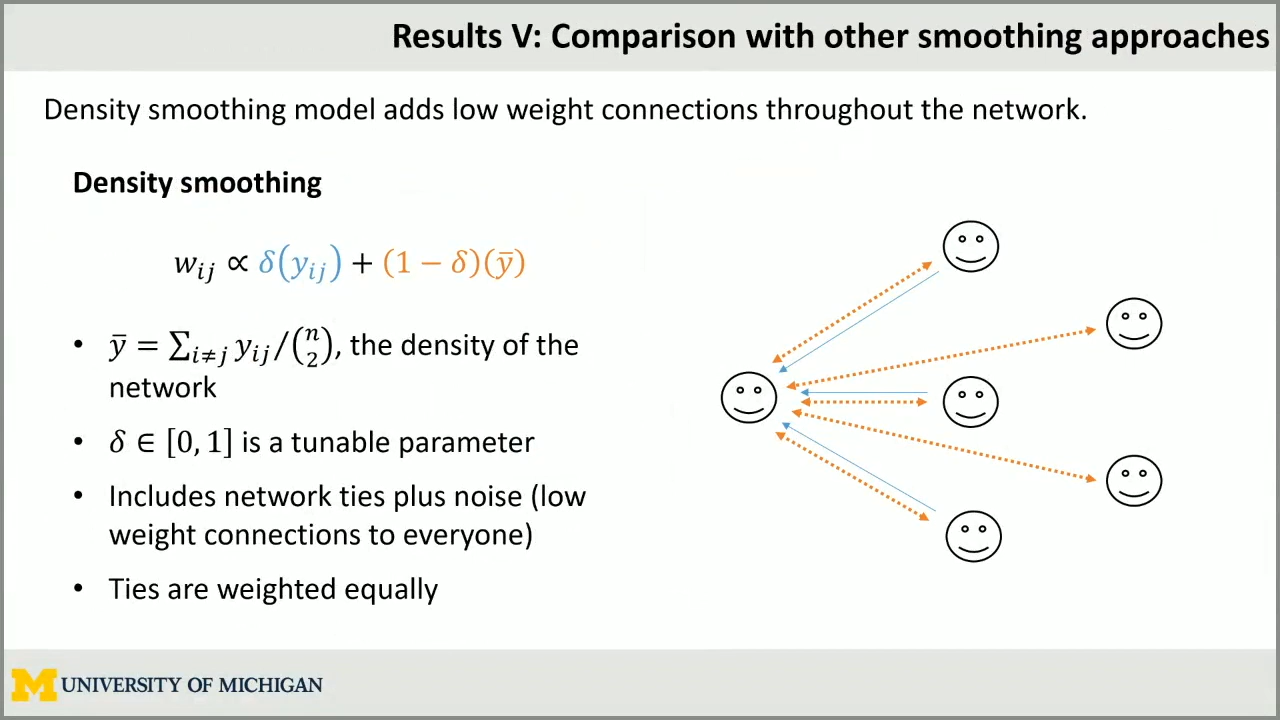 Results V: Comparison with other smoothing approaches
Density smoothing model adds low weight connections throughout the network.
Density smoothing
wᵢⱼ ∝ δ(yᵢⱼ) + (1 − δ)(ȳ)
• ȳ = ∑ᵢ≠ⱼ yᵢⱼ/(n 2), the density of the
network
• δ ∈ [0, 1] is a tunable parameter
• Includes network ties plus noise (low
weight connections to everyone)
• Ties are weighted equally
M UNIVERSITY OF MICHIGAN